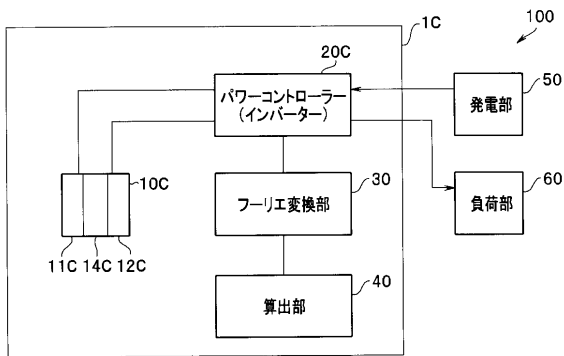 1C
100
20C
パワーコントローラー
(インバーター)
50
発電部
10C
30
フーリエ変換部
60
負荷部
11C 14C 12C
40
算出部